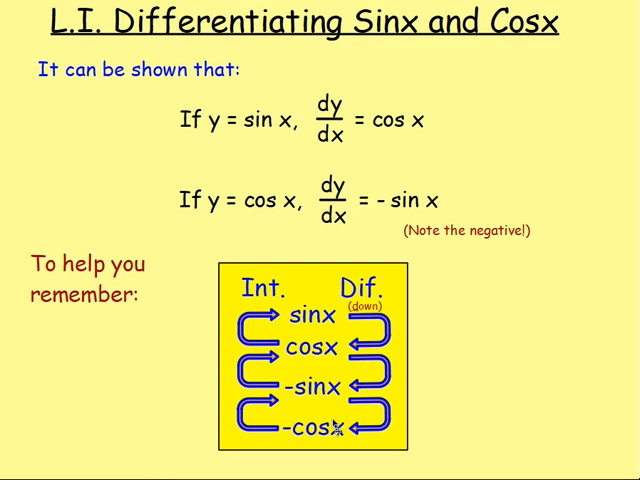 L.I. Differentiating Sinx and Cosx
It can be shown that:
If y = sin x, dy/dx = cos x
If y = cos x, dy/dx = - sin x
(Note the negative!)
To help you
remember:
Int. Dif.
(down)
sinx
cosx
-sinx
-cosx